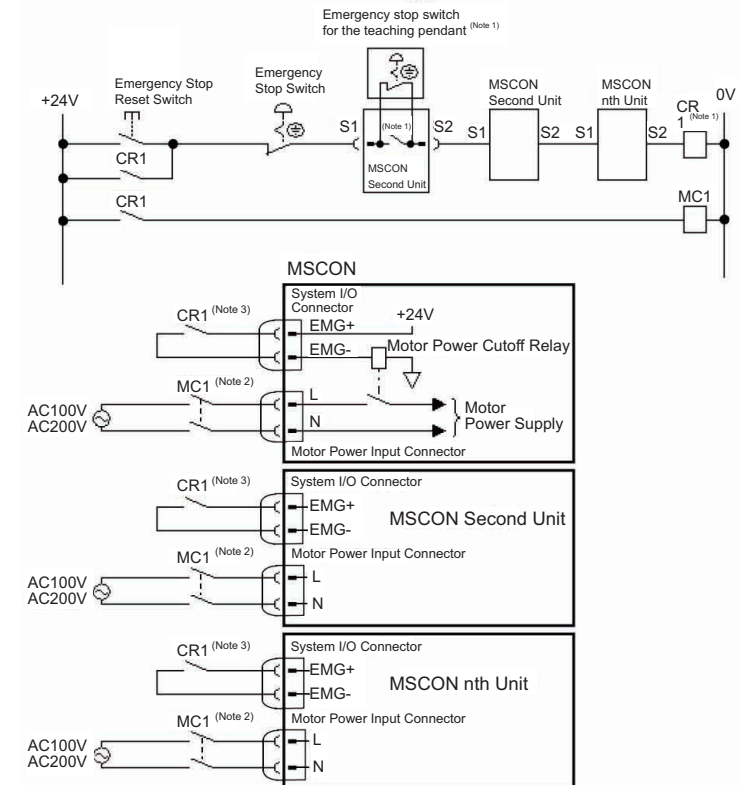 Emergency stop switch
for the teaching pendant (Note 1)
Emergency Stop
Reset Switch
Emergency
Stop Switch
MSCON
Second Unit
MSCON
nth Unit
+24V
0V
CR
1 (Note 1)
S1
(Note 1)
S2
S1
S2
S1
S2
MSCON
Second Unit
CR1
CR1
MC1
MSCON
System I/O
Connector
+24V
CR1 (Note 3)
EMG+
EMG-
Motor Power Cutoff Relay
MC1 (Note 2)
L
AC100V
AC200V
N
Motor
Power Supply
Motor Power Input Connector
CR1 (Note 3)
System I/O Connector
EMG+
EMG-
MSCON Second Unit
MC1 (Note 2)
Motor Power Input Connector
AC100V
AC200V
L
N
CR1 (Note 3)
System I/O Connector
EMG+
EMG-
MSCON nth Unit
MC1 (Note 2)
Motor Power Input Connector
AC100V
AC200V
L
N